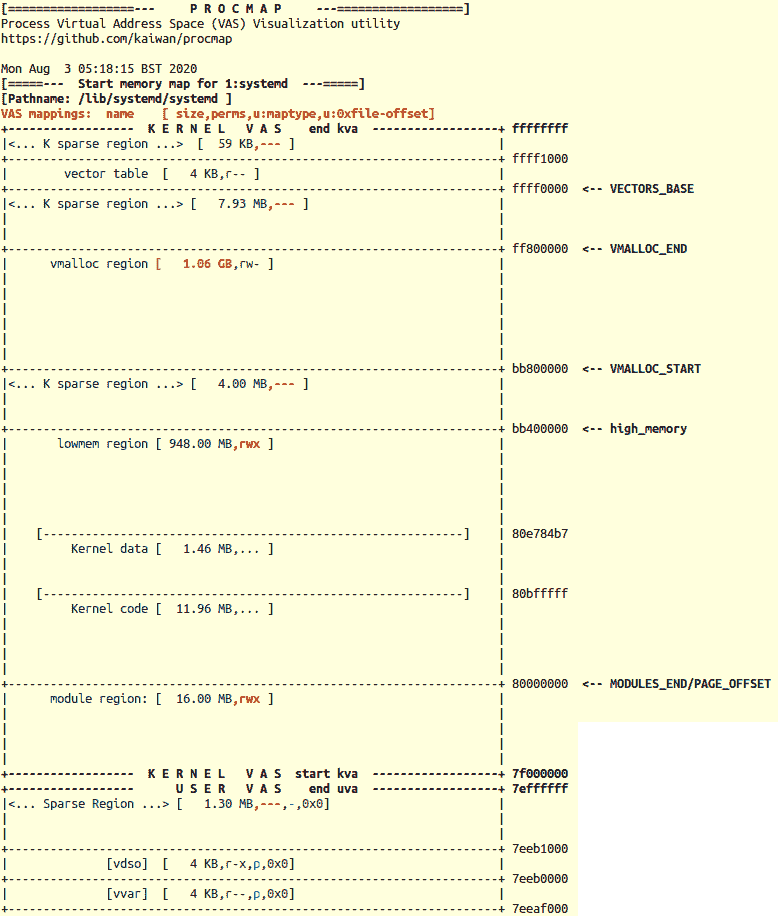 [==================---     P R O C M A P     ---==================]
Process Virtual Address Space (VAS) Visualization utility
https://github.com/kaiwan/procmap

Mon Aug  3 05:18:15 BST 2020
[=====---  Start memory map for 1:systemd  ---=====]
[Pathname: /lib/systemd/systemd ]
VAS mappings:  name    [ size,perms,u:maptype,u:0xfile-offset]
+------------------  K E R N E L   V A S    end kva  ------------------+ ffffffff
|<... K sparse region ...>  [  59 KB,--- ]                             |
+----------------------------------------------------------------------+ ffff1000
|        vector table  [   4 KB,r-- ]                                  |
+----------------------------------------------------------------------+ ffff0000  <-- VECTORS_BASE
|<... K sparse region ...> [   7.93 MB,--- ]                           |
|                                                                      |
|                                                                      |
+----------------------------------------------------------------------+ ff800000  <-- VMALLOC_END
|      vmalloc region [   1.06 GB,rw- ]                                |
|                                                                      |
|                                                                      |
|                                                                      |
|                                                                      |
|                                                                      |
|                                                                      |
+----------------------------------------------------------------------+ bb800000  <-- VMALLOC_START
|<... K sparse region ...> [   4.00 MB,--- ]                           |
|                                                                      |
|                                                                      |
+----------------------------------------------------------------------+ bb400000  <-- high_memory
|       lowmem region [ 948.00 MB,rwx ]                                |
|                                                                      |
|                                                                      |
|                                                                      |
|                                                                      |
|                                                                      |
|    [------------------------------------------------------------]    | 80e784b7
|         Kernel data [   1.46 MB,... ]                                |
|                                                                      |
|                                                                      |
|    [------------------------------------------------------------]    | 80bfffff
|         Kernel code [  11.96 MB,... ]                                |
|                                                                      |
|                                                                      |
|                                                                      |
|                                                                      |
+----------------------------------------------------------------------+ 80000000  <-- MODULES_END/PAGE_OFFSET
|      module region: [  16.00 MB,rwx ]                                |
|                                                                      |
|                                                                      |
|                                                                      |
|                                                                      |
+------------------  K E R N E L   V A S  start kva  ------------------+ 7f000000
+------------------      U S E R   V A S    end uva  ------------------+ 7effffff
|<... Sparse Region ...> [   1.30 MB,---,-,0x0]                        |
|                                                                      |
|                                                                      |
+----------------------------------------------------------------------+ 7eeb1000
|              [vdso]  [   4 KB,r-x,p,0x0]                             |
+----------------------------------------------------------------------+ 7eeb0000
|              [vvar]  [   4 KB,r--,p,0x0]                             |
+----------------------------------------------------------------------+ 7eeaf000